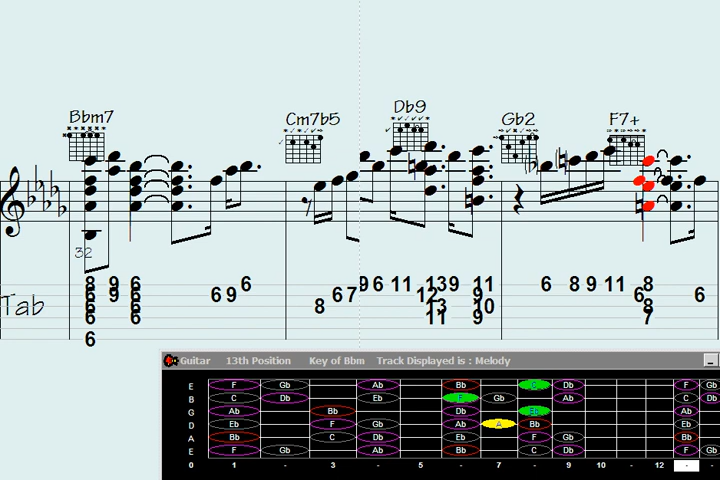 Bbm7 Cm7b5 Db9 Gb2 F7+
32
8 9 6 6 9 6 8 6 7 9 6 11 13 9 11 6 8 9 11 8
6 9 6 12 6 6
6 6 8 13 10 8
6 6 11 9 7
6
Tab
Guitar 13th Position Key of Bbm Track Displayed is : Melody
E F Gb Ab Bb C Db F Gb
B C Db Eb F Gb Ab C Db
G Ab Bb Db Eb Ab
D Eb F Gb Ab A Bb Eb
A Bb C Db Eb F Gb Bb
E F Gb Ab Bb C Db F Gb
0 1 - 3 - 5 - 7 - 9 10 - 12 - -